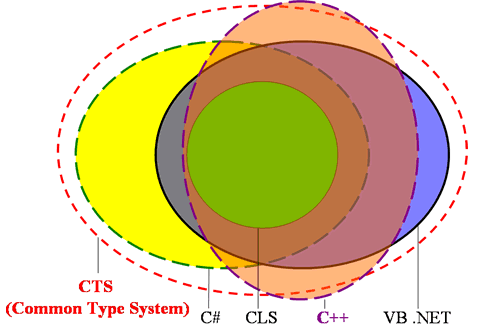 CTS
(Common Type System)
C#
CLS
C++
VB .NET